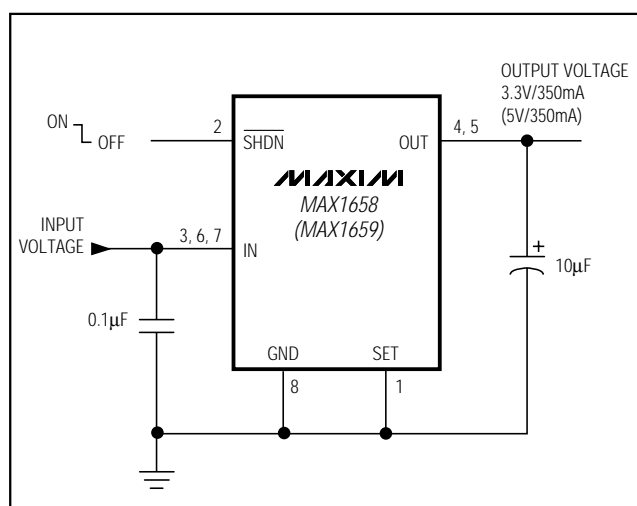 OUTPUT VOLTAGE
3.3V/350mA
(5V/350mA)
ON
OFF
2
SHDN
OUT
4, 5
MAXIM
MAX1658
(MAX1659)
INPUT
VOLTAGE
3, 6, 7
IN
+
10µF
0.1µF
GND
SET
8
1